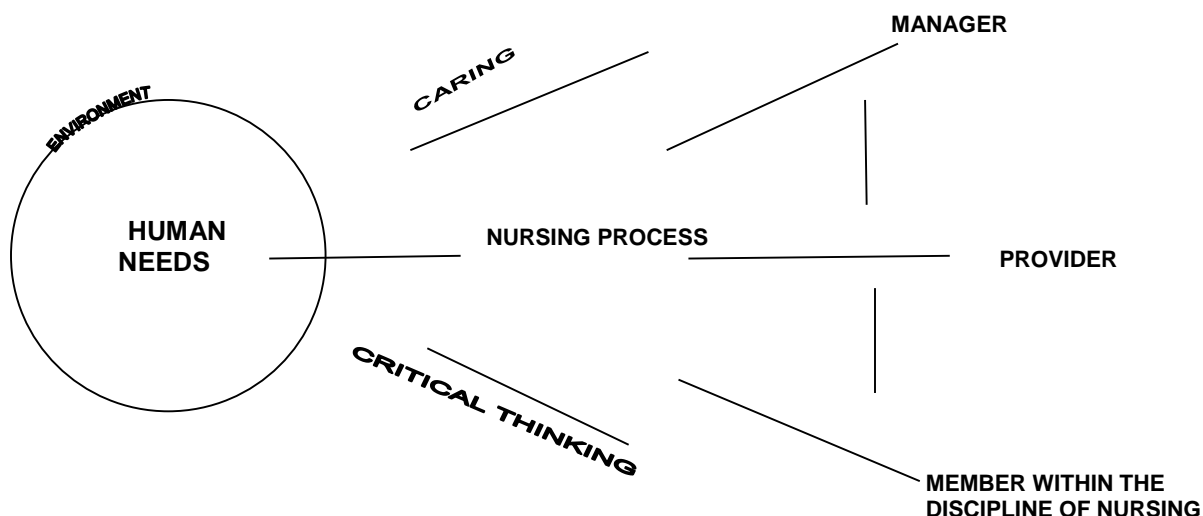 MANAGER
CARING
ENVIRONMENT
HUMAN
NEEDS
NURSING PROCESS
PROVIDER
CRITICAL THINKING
MEMBER WITHIN THE
DISCIPLINE OF NURSING